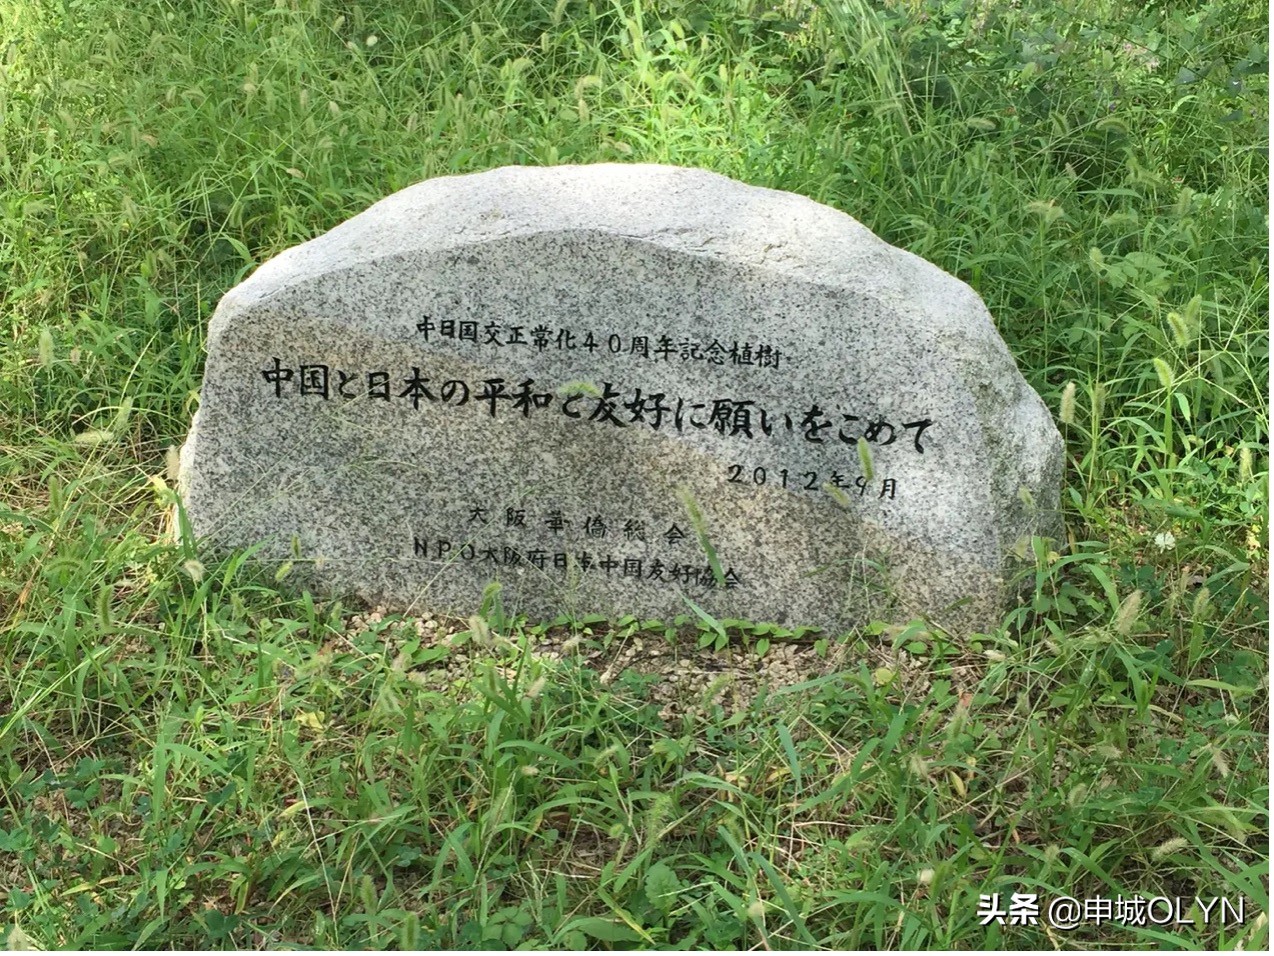 中日国交正常化40周年記念植樹
中国と日本の平和と友好に願いをこめて
2012年9月
大阪華僑総会
NPO大阪府日本中国友好協会
头条 @申城OLYN